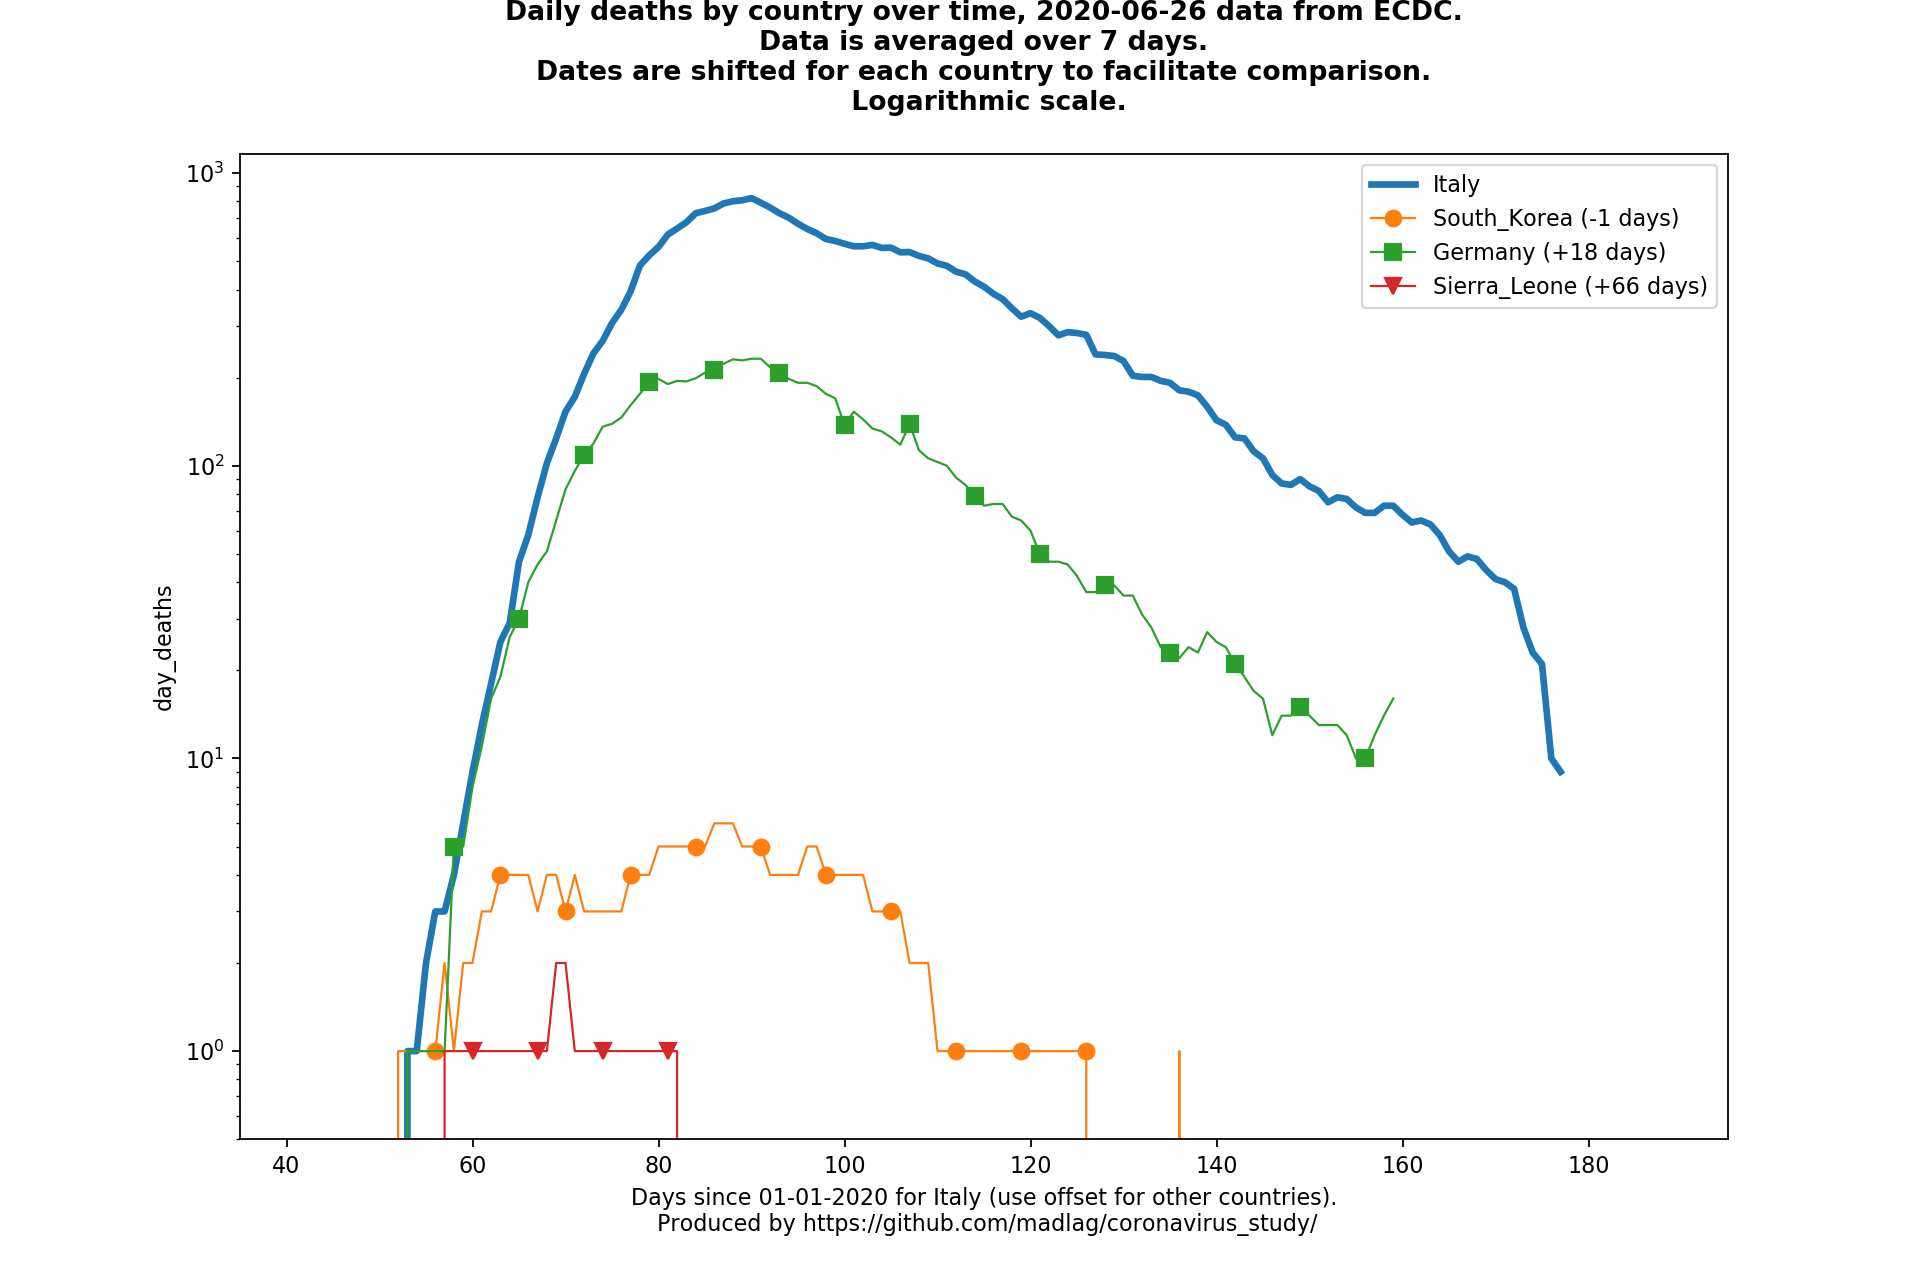 Daily deaths by country over time, 2020-06-26 data from ECDC.
Data is averaged over 7 days.
Dates are shifted for each country to facilitate comparison.
Logarithmic scale.
Italy
South_Korea (-1 days)
Germany (+18 days)
Sierra_Leone (+66 days)
day_deaths
10³
10²
10¹
10⁰
40 60 80 100 120 140 160 180
Days since 01-01-2020 for Italy (use offset for other countries).
Produced by https://github.com/madlag/coronavirus_study/